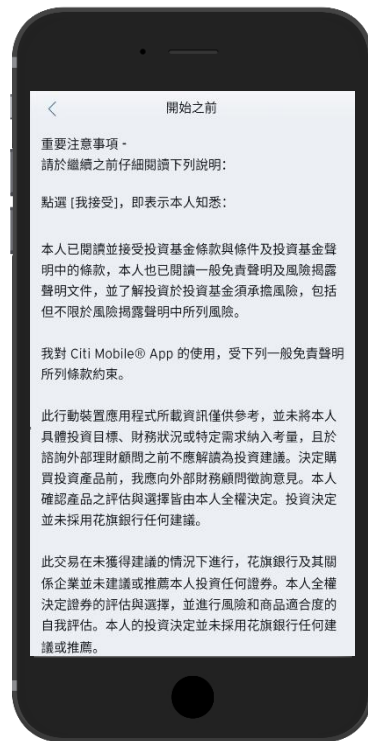 開始之前
重要注意事項 -
請於繼續之前仔細閱讀下列說明：
點選 [我接受]，即表示本人知悉：
本人已閱讀並接受投資基金條款與條件及投資基金聲
明中的條款，本人也已閱讀一般免責聲明及風險揭露
聲明文件，並了解投資於投資基金須承擔風險，包括
但不限於風險揭露聲明中所列風險。
我對 Citi Mobile® App 的使用，受下列一般免責聲明
所列條款約束。
此行動裝置應用程式所載資訊僅供參考，並未將本人
具體投資目標、財務狀況或特定需求納入考量，且於
諮詢外部理財顧問之前不應解讀為投資建議。決定購
買投資產品前，我應向外部財務顧問徵詢意見。本人
確認產品之評估與選擇皆由本人全權決定。投資決定
並未採用花旗銀行任何建議。
此交易在未獲得建議的情況下進行，花旗銀行及其關
係企業並未建議或推薦本人投資任何證券。本人全權
決定證券的評估與選擇，並進行風險和商品適合度的
自我評估。本人的投資決定並未採用花旗銀行任何建
議或推薦。